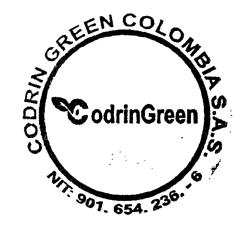 CODRIN GREEN COLOMBIA S.A.S.
CodrinGreen
NIT: 901. 654. 236. - 6